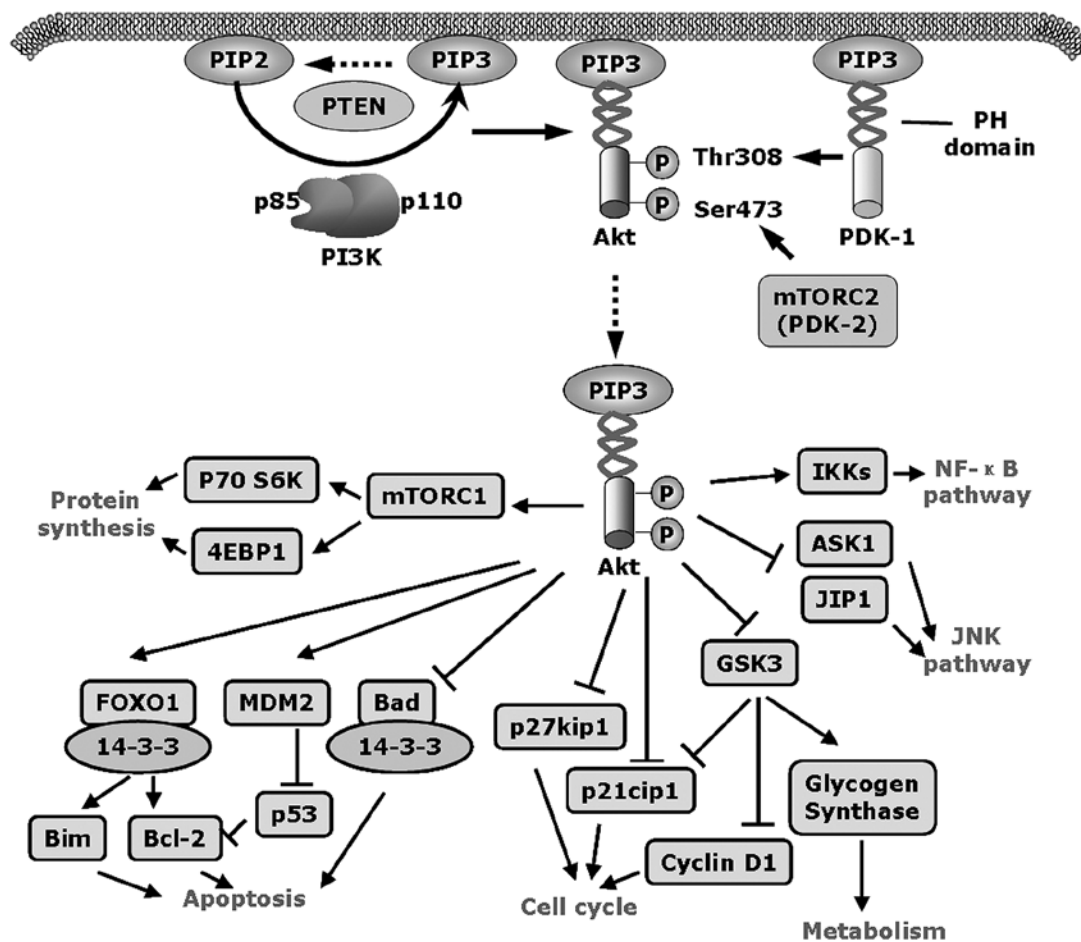 PIP2
PIP3
PIP3
PIP3
PTEN
PH
domain
P
Thr308
p85
p110
P
Ser473
Akt
PDK-1
PI3K
mTORC2
(PDK-2)
PIP3
P70 S6K
IKKs
NF-κB
pathway
mTORC1
P
Protein
synthesis
P
4EBP1
ASK1
Akt
JIP1
JNK
pathway
GSK3
FOXO1
MDM2
Bad
14-3-3
14-3-3
p27kip1
p21cip1
Glycogen
Synthase
p53
Bim
Bcl-2
Cyclin D1
Apoptosis
Cell cycle
Metabolism